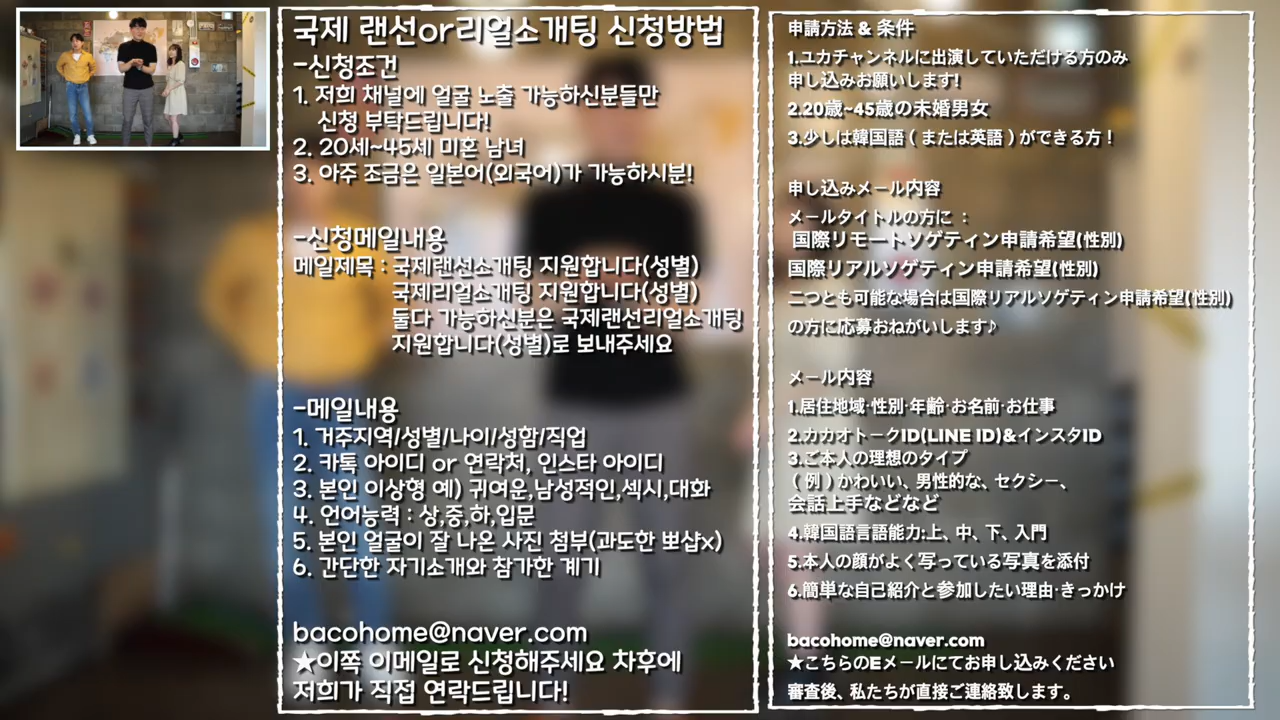 국제 랜선or리얼소개팅 신청방법
-신청조건
1. 저희 채널에 얼굴 노출 가능하신분들만
신청 부탁드립니다!
2. 20세~45세 미혼 남녀
3. 아주 조금은 일본어(외국어)가 가능하시분!
-신청메일내용
메일제목 : 국제랜선소개팅 지원합니다(성별)
국제리얼소개팅 지원합니다(성별)
둘다 가능하신분은 국제랜선리얼소개팅
지원합니다(성별)로 보내주세요
-메일내용
1. 거주지역/성별/나이/성함/직업
2. 카톡 아이디 or 연락처, 인스타 아이디
3. 본인 이상형 예) 귀여운,남성적인,섹시,대화
4. 언어능력 : 상,중,하,입문
5. 본인 얼굴이 잘 나온 사진 첨부(과도한 뽀샵x)
6. 간단한 자기소개와 참가한 계기
bacohome@naver.com
★이쪽 이메일로 신청해주세요 차후에
저희가 직접 연락드립니다!
申請方法 & 条件
1.ユカチャンネルに出演していただける方のみ
申し込みお願いします!
2.20歳~45歳の未婚男女
3.少しは韓国語 ( または英語 ) ができる方！
申し込みメール内容
メールタイトルの方に ：
国際リモートソゲティン申請希望(性別)
国際リアルソゲティン申請希望(性別)
二つとも可能な場合は国際リアルソゲティン申請希望(性別)
の方に応募おねがいします♪
メール内容
1.居住地域·性別·年齢·お名前·お仕事
2.カカオトークID(LINE ID)&インスタID
3.ご本人の理想のタイプ
( 例 ) かわいい、男性的な、セクシー、
会話上手などなど
4.韓国語言語能力:上、中、下、入門
5.本人の顔がよく写っている写真を添付
6.簡単な自己紹介と参加したい理由·きっかけ
bacohome@naver.com
★こちらのEメールにてお申し込みください
審査後、私たちが直接ご連絡致します。